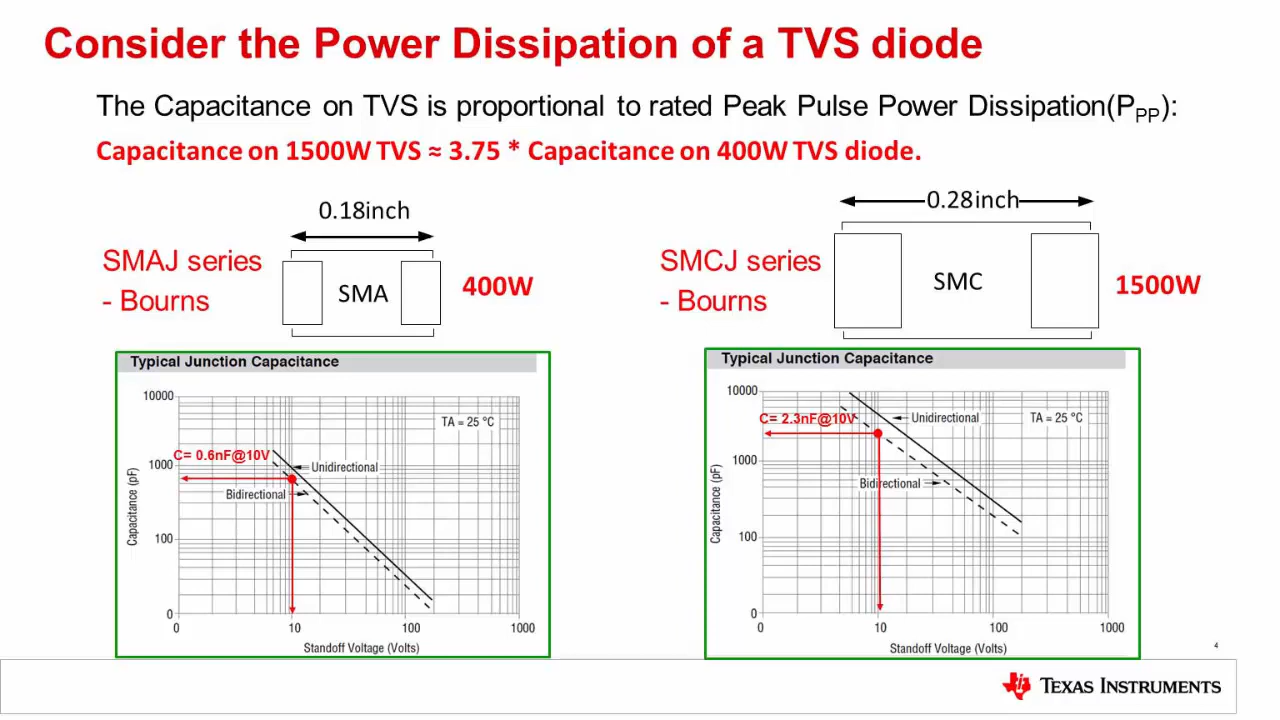 Consider the Power Dissipation of a TVS diode
The Capacitance on TVS is proportional to rated Peak Pulse Power Dissipation(PPP):
Capacitance on 1500W TVS ≈ 3.75 * Capacitance on 400W TVS diode.
0.18inch
SMAJ series
- Bourns
SMA
400W
0.28inch
SMCJ series
- Bourns
SMC
1500W
Typical Junction Capacitance
10000
TA = 25 °C
C= 0.6nF@10V
1000
Unidirectional
Bidirectional
Capacitance (pF)
100
0
0 10 100 1000
Standoff Voltage (Volts)
Typical Junction Capacitance
10000
C= 2.3nF@10V
Unidirectional
TA = 25 °C
1000
Bidirectional
Capacitance (pF)
100
0
0 10 100 1000
Standoff Voltage (Volts)
4
TEXAS INSTRUMENTS